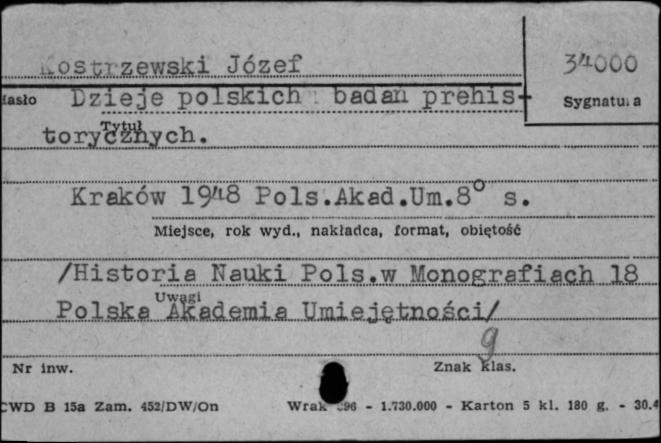 Kostrzewski Józef
34000
Hasło Dzieje polskich badań prehis-
Sygnatura
Tytuł
torycznych.
Kraków 1948 Pols.Akad.Um.8° s.
Miejsce, rok wyd., nakładca, format, objętość
/Historia Nauki Pols.w Monografiach 18
Uwagi
Polska Akademia Umiejętności/
9
Nr inw.
Znak klas.
CWD B 15a Zam. 452/DW/On
Wrak 96 - 1.730.000 - Karton 5 kl. 180 g. - 30.4